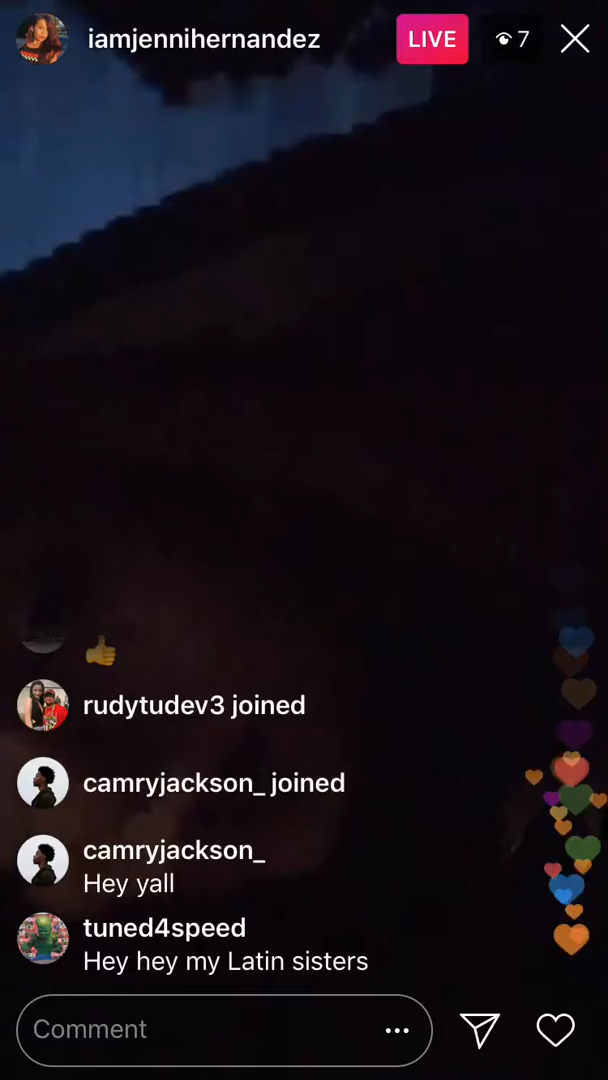 iamjennihernandez
LIVE
7
👍
rudytudev3 joined
camryjackson_ joined
camryjackson_
Hey yall
tuned4speed
Hey hey my Latin sisters
Comment